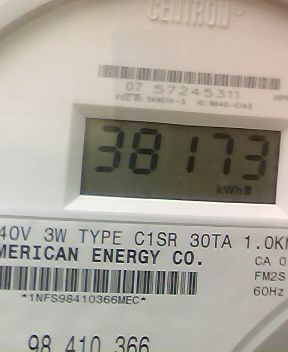 CENTRON®
07 57245311
38173
kWh
40V 3W TYPE C1SR 30TA 1.0K
MERICAN ENERGY CO.
CA 0
FM2S
60Hz
*1NFS98410366MEC*
98 410 366